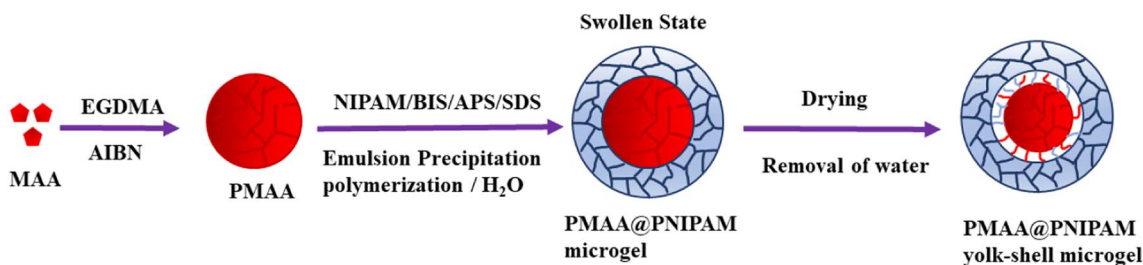 MAA
EGDMA
AIBN
PMAA
NIPAM/BIS/APS/SDS
Emulsion Precipitation
polymerization / H₂O
Swollen State
PMAA@PNIPAM
microgel
Drying
Removal of water
PMAA@PNIPAM
yolk-shell microgel